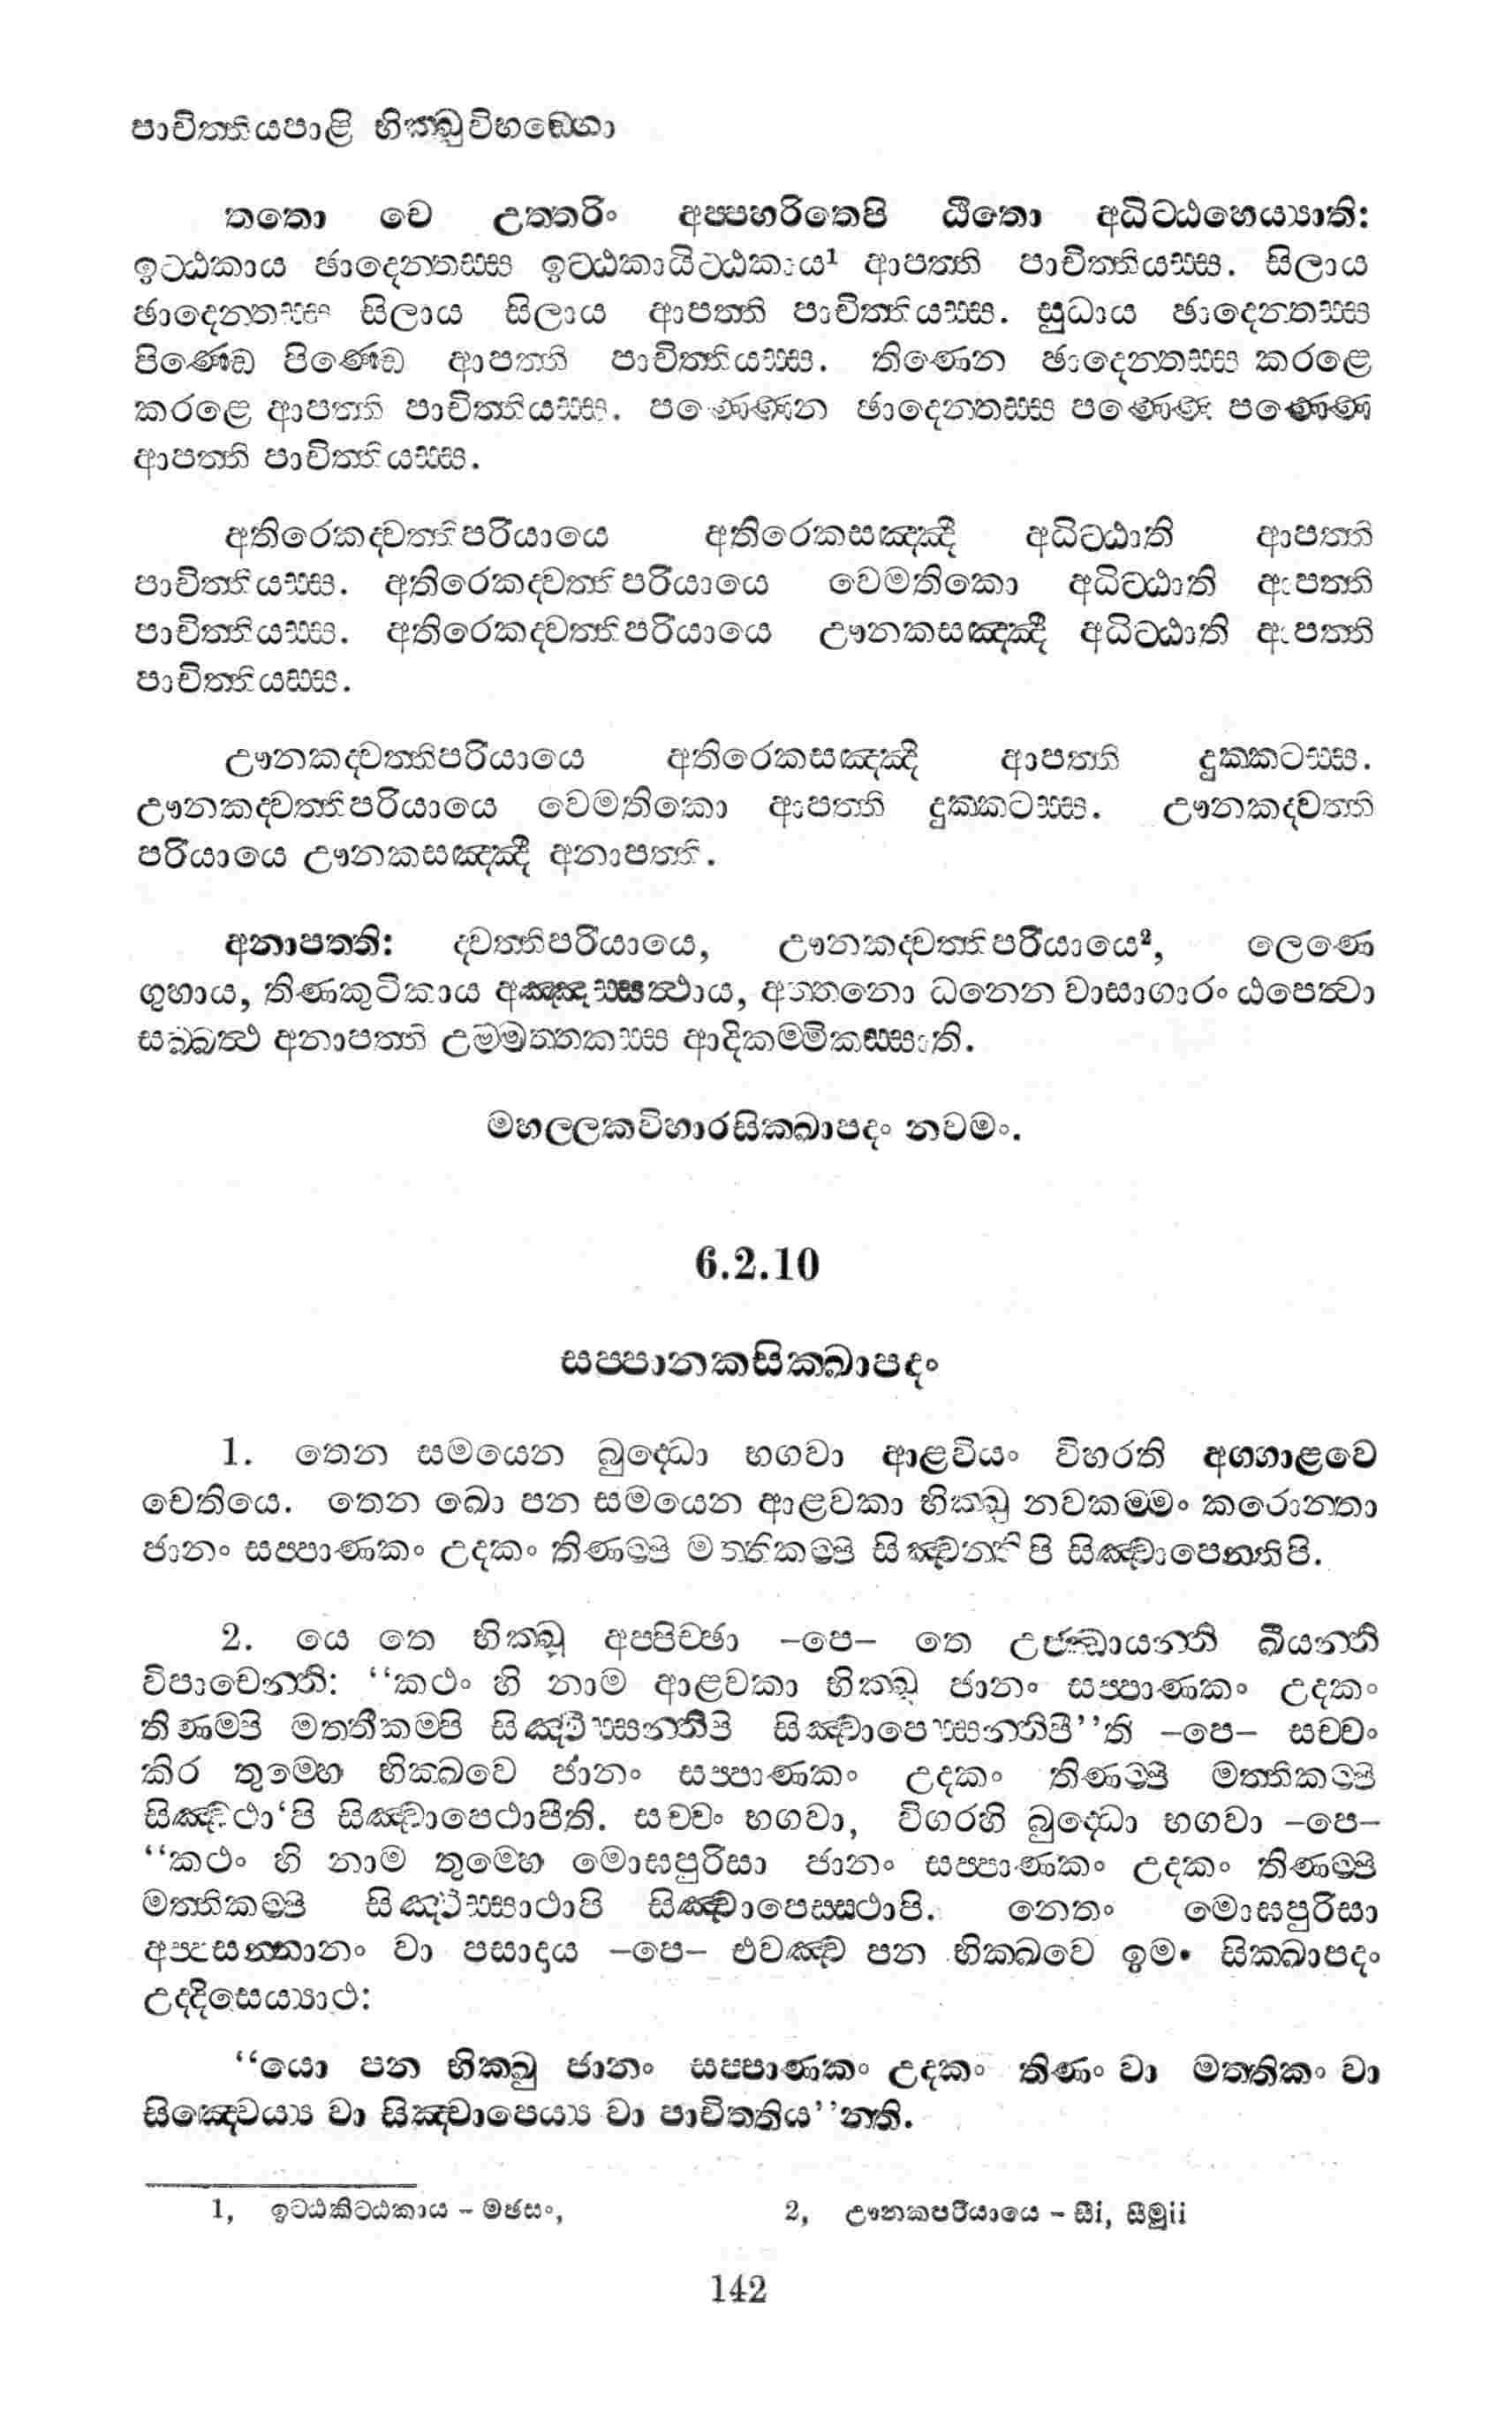 පාචිත්තියපාළි භික්ඛුවිභඞ්ගො
තතො චෙ උත්තරිං අප්පහරිතෙපි ඨිතො අධිට්ඨහෙය්‍යාති:
ඉට්ඨකාය ඡාදෙන්තස්ස ඉට්ඨකායිට්ඨකාය¹ ආපත්ති පාචිත්තියස්ස. සිලාය
ඡාදෙන්තස්ස සිලාය සිලාය ආපත්ති පාචිත්තියස්ස. සුධාය ඡාදෙන්තස්ස
පිණ්ඩෙ පිණ්ඩෙ ආපත්ති පාචිත්තියස්ස. තිණෙන ඡාදෙන්තස්ස කරළෙ
කරළෙ ආපත්ති පාචිත්තියස්ස. පණ්ණෙන ඡාදෙන්තස්ස පණ්ණෙ පණ්ණෙ
ආපත්ති පාචිත්තියස්ස.
අතිරෙකද්වත්තිපරියායෙ අතිරෙකසඤ්ඤී අධිට්ඨාති ආපත්ති
පාචිත්තියස්ස. අතිරෙකද්වත්තිපරියායෙ වෙමතිකො අධිට්ඨාති ආපත්ති
පාචිත්තියස්ස. අතිරෙකද්වත්තිපරියායෙ ඌනකසඤ්ඤී අධිට්ඨාති ආපත්ති
පාචිත්තියස්ස.
ඌනකද්වත්තිපරියායෙ අතිරෙකසඤ්ඤි ආපත්ති දුක්කටස්ස.
ඌනකද්වත්තිපරියායෙ වෙමතිකො ආපත්ති දුක්කටස්ස. ඌනකද්වත්ති
පරියායෙ ඌනකසඤ්ඤී අනාපත්ති.
අනාපත්ති: ද්වත්තිපරියායෙ, ඌනකද්වත්තිපරියායෙ², ලෙණෙ
ගුහාය, තිණකුටිකාය අඤ්ඤස්සත්ථාය, අත්තනො ධනෙන වාසාගාරං ඨපෙත්වා
සබ්බත්ථ අනාපත්ති උම්මත්තකස්ස ආදිකම්මිකස්සාති.
මහල්ලකවිහාරසික්ඛාපදං නවමං.
6.2.10
සප්පානකසික්ඛාපදං
1. තෙන සමයෙන බුද්ධො භගවා ආළවියං විහරති අග්ගාළවෙ
චෙතියෙ. තෙන ඛො පන සමයෙන ආළවකා භික්ඛු නවකම්මං කරොන්තා
ජානං සප්පාණකං උදකං තිණම්පි මත්තිකම්පි සිඤ්චන්තිපි සිඤ්චාපෙන්තිපි.
2. යෙ තෙ භික්ඛූ අප්පිච්ඡා –පෙ– තෙ උජ්ඣායන්ති ඛීයන්ති
විපාචෙන්ති: “කථං හි නාම ආළවකා භික්ඛූ ජානං සප්පාණකං උදකං
තිණම්පි මත්තිකම්පි සිඤ්චිස්සන්තිපි සිඤ්චාපෙස්සන්තිපී”ති –පෙ– සච්චං
කිර තුම්හෙ භික්ඛවෙ ජානං සප්පාණකං උදකං තිණම්පි මත්තිකම්පි
සිඤ්චථා‘පි සිඤ්චාපෙථාපීති. සච්චං භගවා, විගරහි බුද්ධො භගවා –පෙ–
“කථං හි නාම තුම්හෙ මොඝපුරිසා ජානං සප්පාණකං උදකං තිණම්පි
මත්තිකම්පි සිඤ්චිස්සාථාපි සිඤ්චාපෙස්සථාපි. නෙතං මොඝපුරිසා
අප්පසන්නානං වා පසාදාය –පෙ– එවඤ්ච පන භික්ඛවෙ ඉමං සික්ඛාපදං
උද්දිසෙය්‍යාථ:
“යො පන භික්ඛු ජානං සප්පාණකං උදකං තිණං වා මත්තිකං වා
සිඤ්චෙය්‍ය වා සිඤ්චාපෙය්‍ය වා පාචිත්තිය”න්ති.
1, ඉට්ඨකිට්ඨකාය – මඡසං, 2, ඌනකපරියායෙ – සීi, සීමුii
142